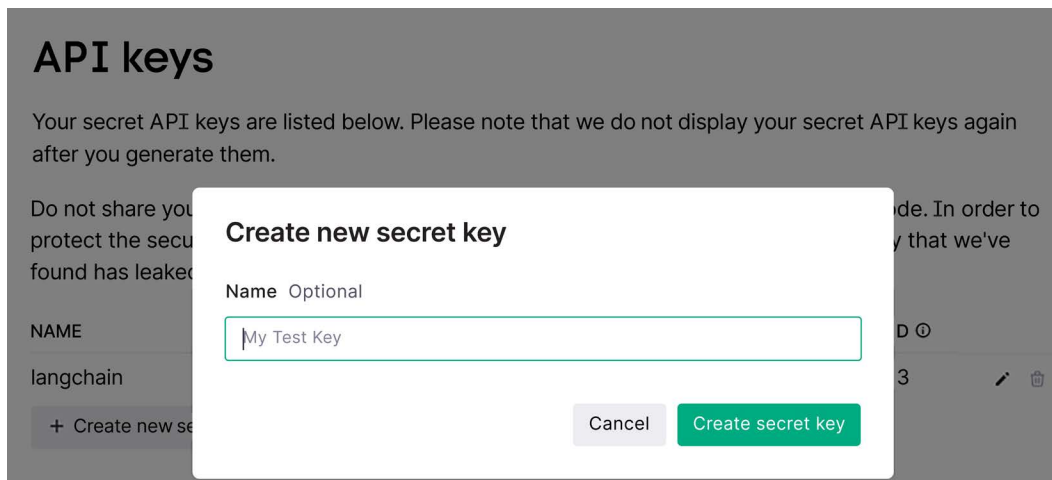 API keys
Your secret API keys are listed below. Please note that we do not display your secret API keys again
after you generate them.
Do not share you
ode. In order to
protect the secu
y that we've
found has leaked
Create new secret key
Name Optional
My Test Key
NAME
D
langchain
3
+ Create new se
Cancel
Create secret key